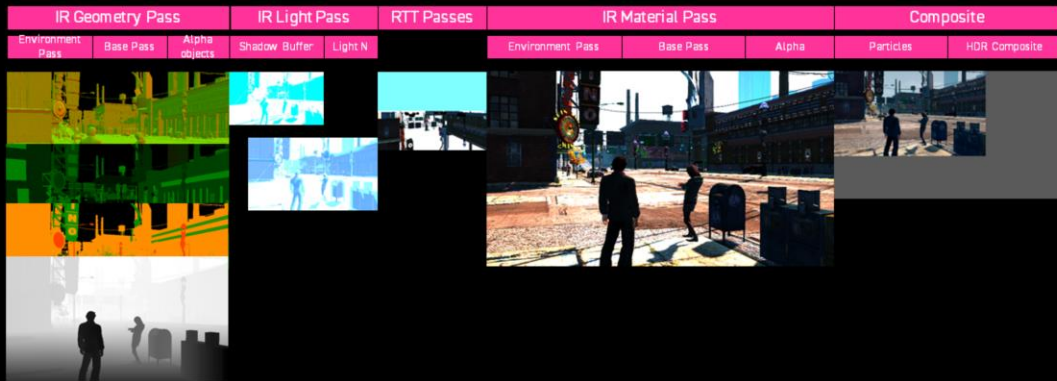 IR Geometry Pass
IR Light Pass
RTT Passes
IR Material Pass
Composite
Environment Pass
Base Pass
Alpha objects
Shadow Buffer
Light N
Environment Pass
Base Pass
Alpha
Particles
HDR Composite